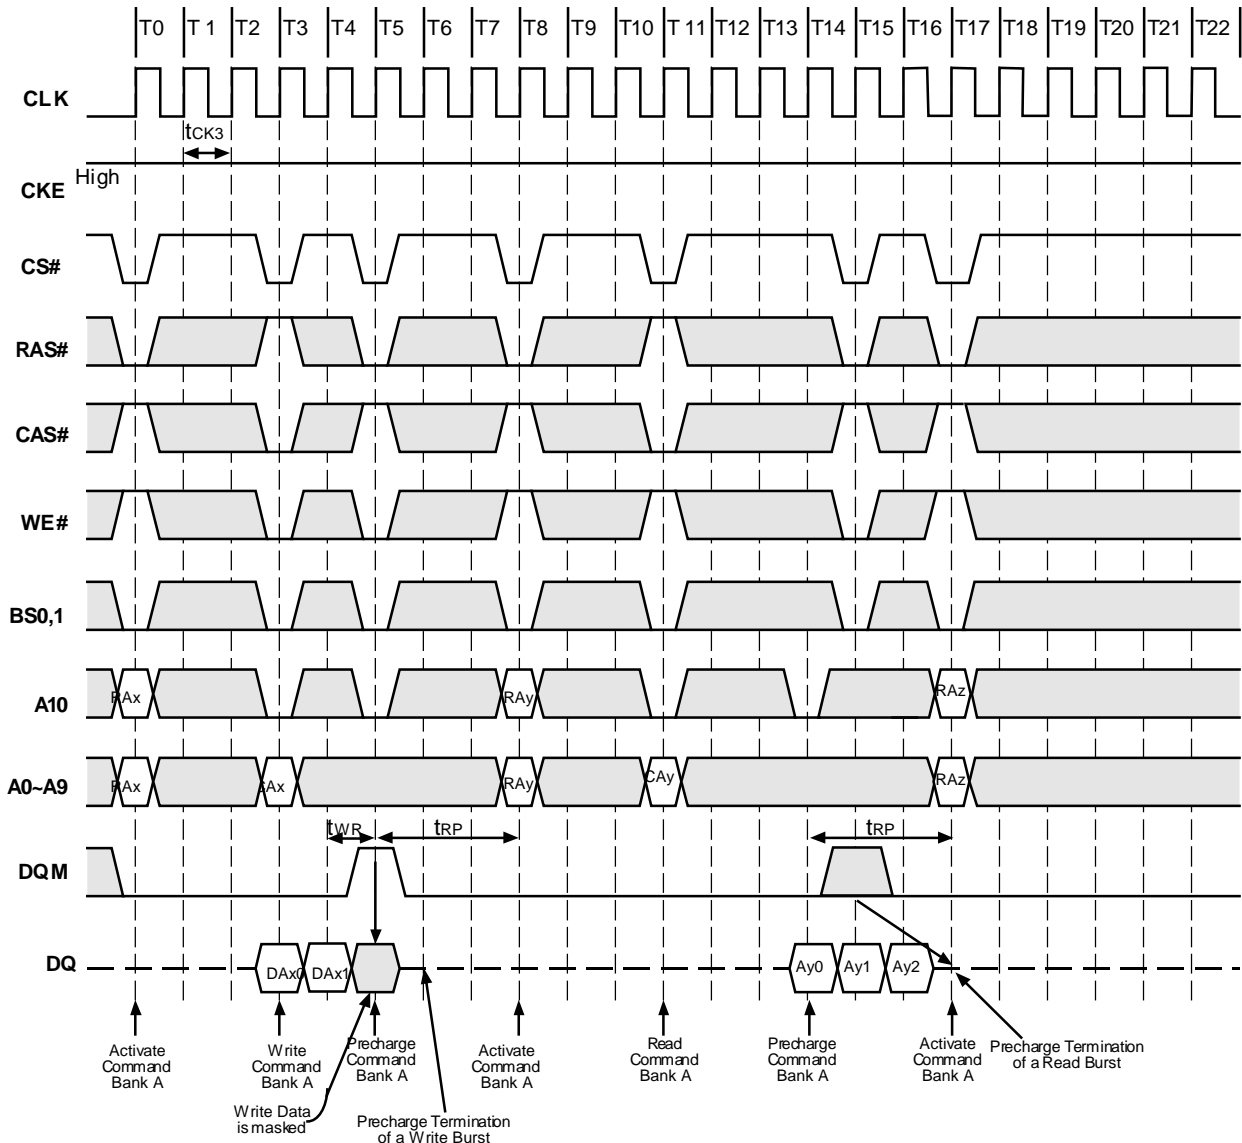 T0 T 1 T2 T3 T4 T5 T6 T7 T8 T9 T10 T 11 T12 T13 T14 T15 T16 T17 T18 T19 T20 T21 T22
CLK
tCK3
High
CKE
CS#
RAS#
CAS#
WE#
BS0,1
A10
RAx RAy RAz
A0~A9
RAx CAx RAy CAy RAz
tWR tRP tRP
DQM
DQ
DAx0 DAx1 Ay0 Ay1 Ay2
Activate
Command
Bank A
Write
Command
Bank A
Precharge
Command
Bank A
Activate
Command
Bank A
Read
Command
Bank A
Precharge
Command
Bank A
Activate
Command
Bank A
Precharge Termination
of a Read Burst
Write Data
is masked
Precharge Termination
of a Write Burst